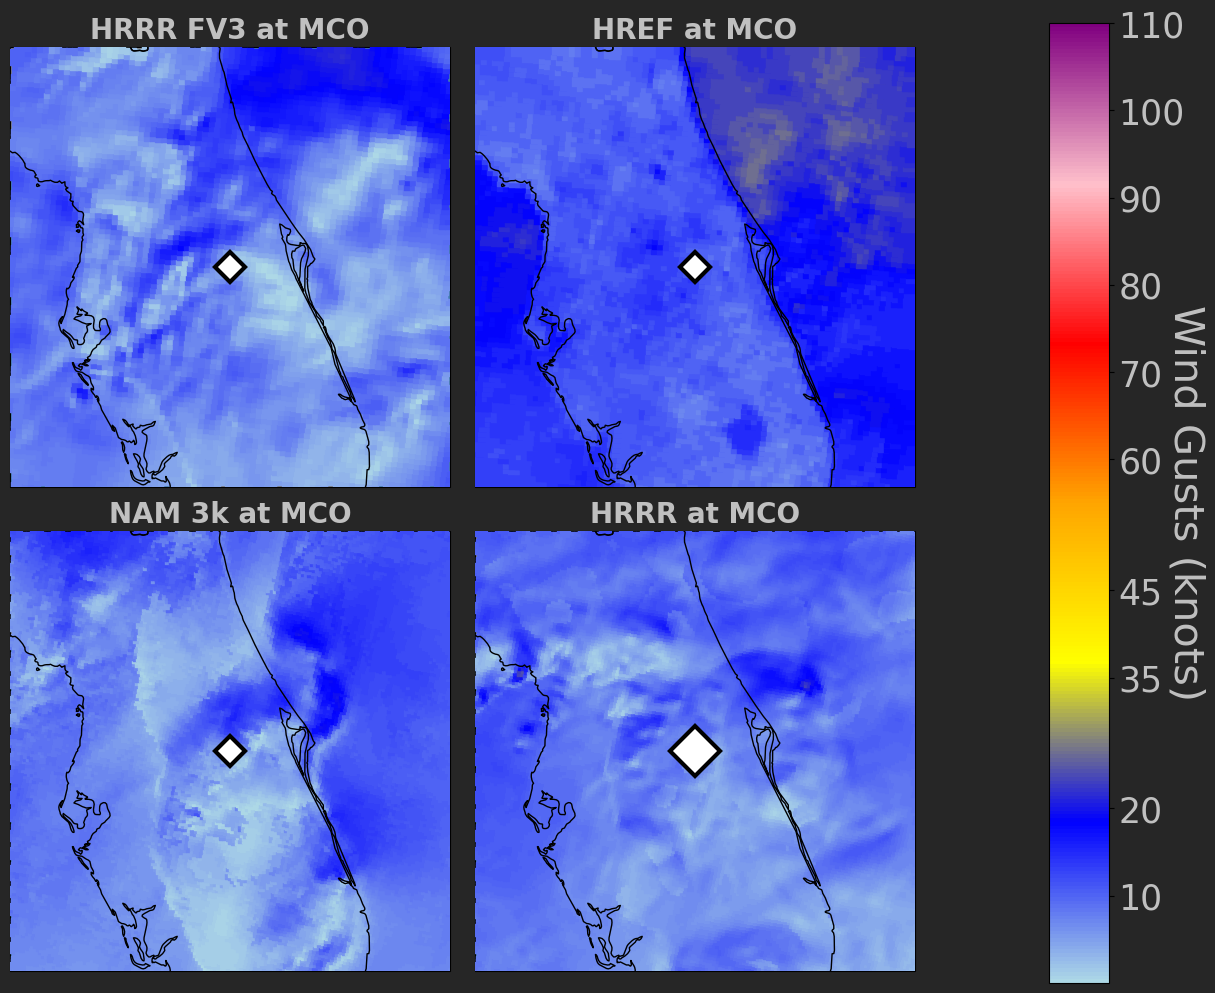 HRRR FV3 at MCO
HREF at MCO
NAM 3k at MCO
HRRR at MCO
110
100
90
80
70
60
45
35
20
10
Wind Gusts (knots)